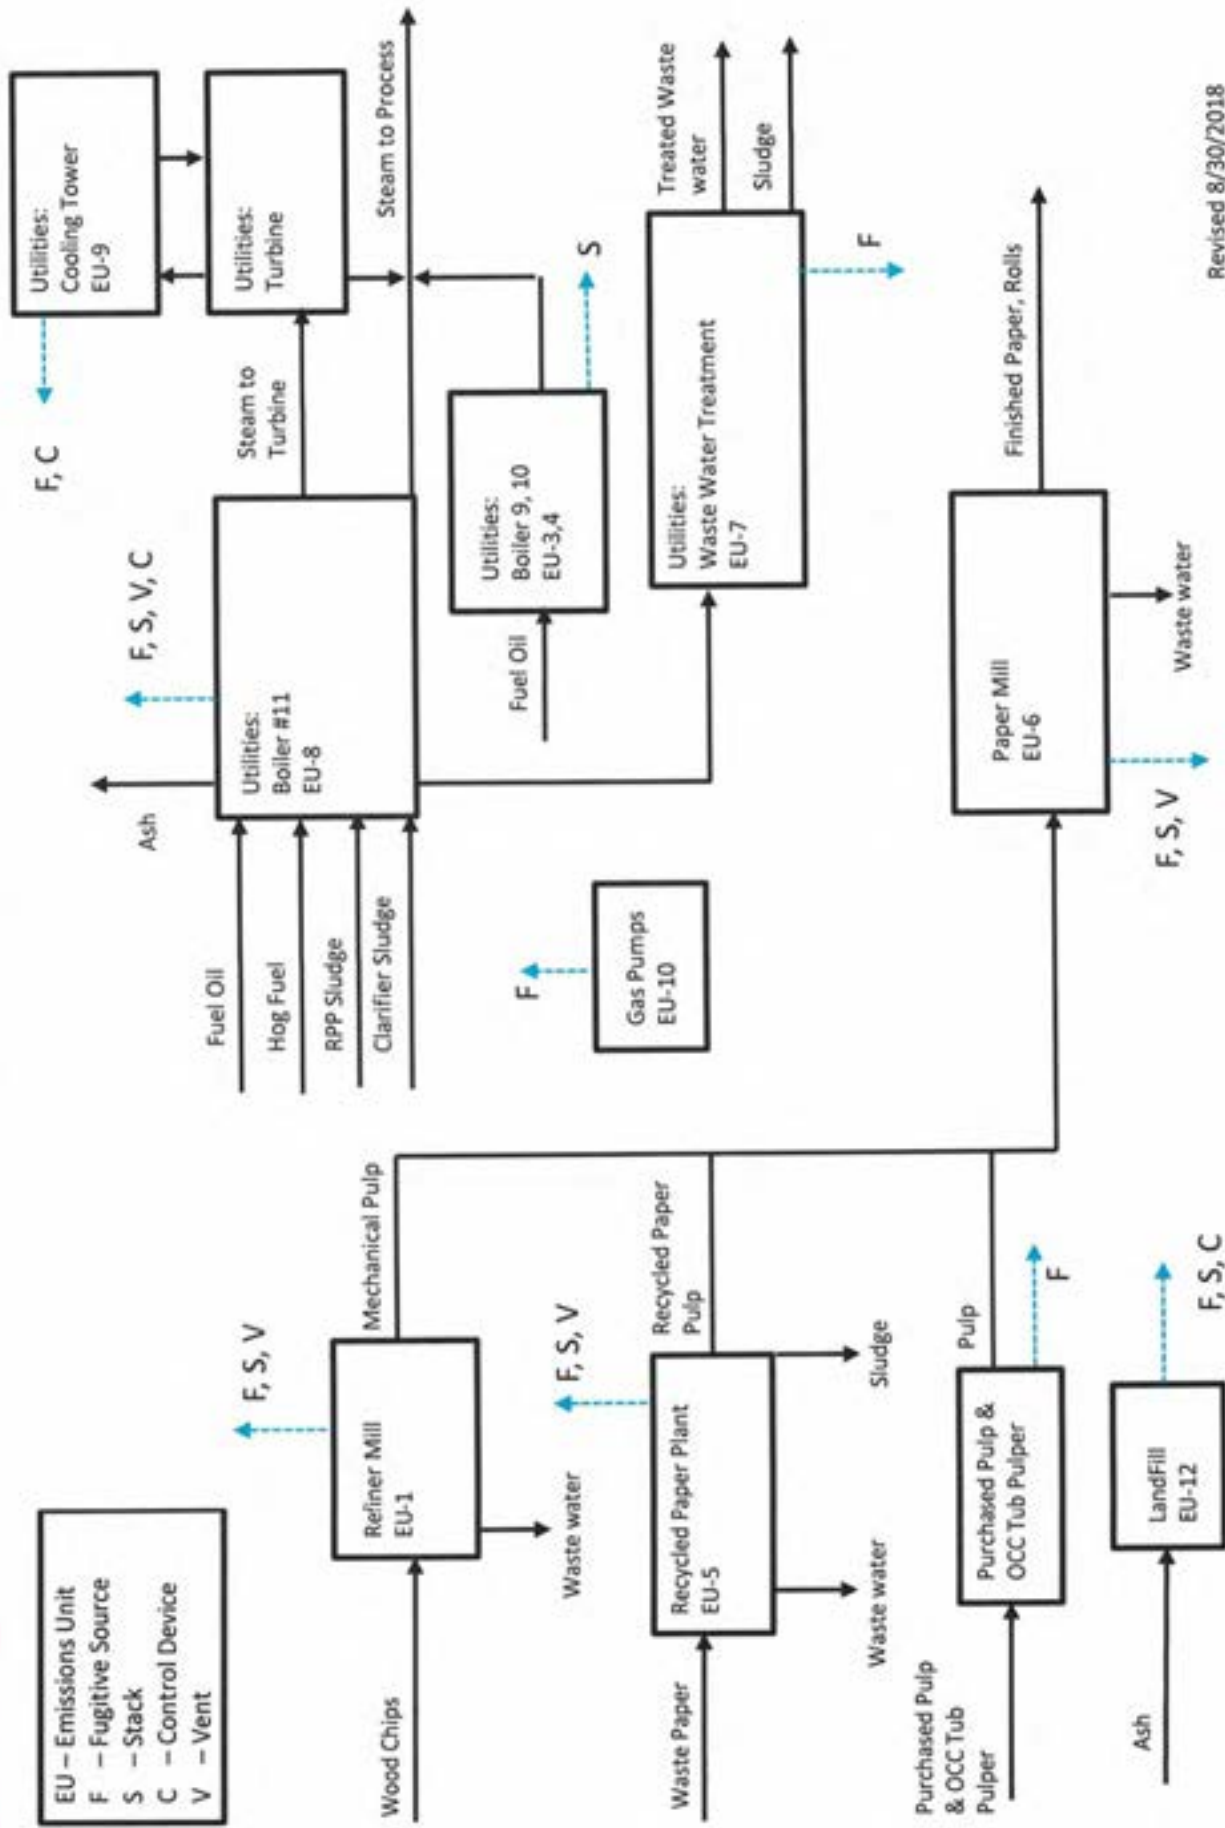 EU – Emissions Unit
F – Fugitive Source
S – Stack
C – Control Device
V – Vent
F, S, V
Wood Chips
Refiner Mill
EU-1
Mechanical Pulp
Waste water
F, S, V
Waste Paper
Recycled Paper Plant
EU-5
Recycled Paper
Pulp
Waste water
Sludge
Purchased Pulp
& OCC Tub
Pulper
Purchased Pulp &
OCC Tub Pulper
Pulp
F
Ash
LandFill
EU-12
F, S, C
Ash
F, S, V, C
Fuel Oil
Hog Fuel
RPP Sludge
Clarifier Sludge
Utilities:
Boiler #11
EU-8
Steam to
Turbine
F, C
Utilities:
Cooling Tower
EU-9
Utilities:
Turbine
Steam to Process
Fuel Oil
Utilities:
Boiler 9, 10
EU-3,4
S
F
Gas Pumps
EU-10
Utilities:
Waste Water Treatment
EU-7
Treated Waste
water
Sludge
F
Paper Mill
EU-6
Finished Paper, Rolls
F, S, V
Waste water
Revised 8/30/2018